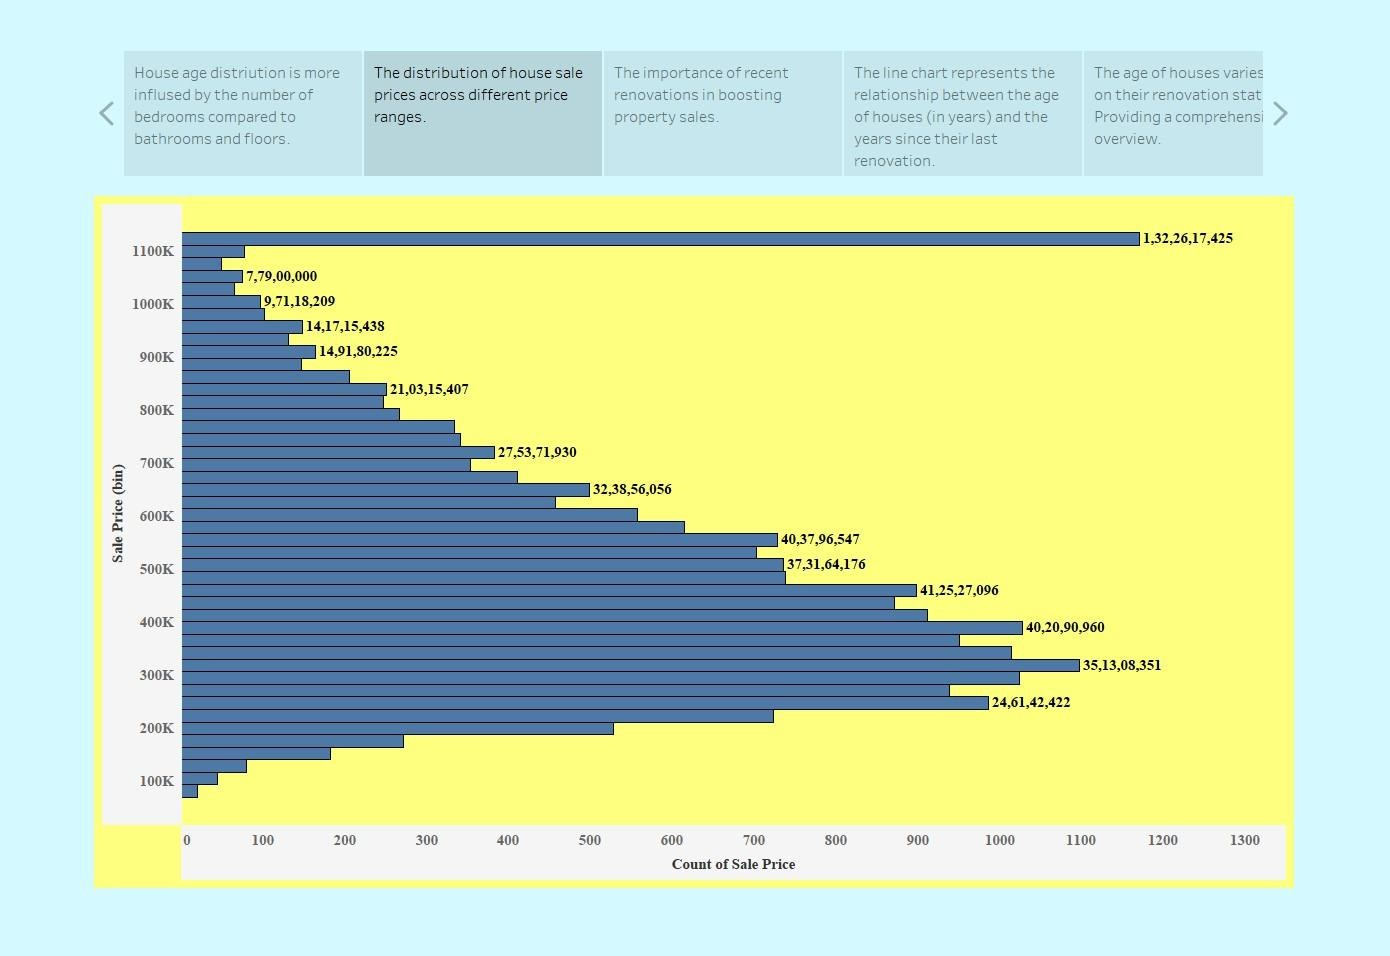 House age distriution is more
inflused by the number of
bedrooms compared to
bathrooms and floors.
The distribution of house sale
prices across different price
ranges.
The importance of recent
renovations in boosting
property sales.
The line chart represents the
relationship between the age
of houses (in years) and the
years since their last
renovation.
The age of houses varies
on their renovation stat
Providing a comprehensi
overview.
Sale Price (bin)
1100K
1000K
900K
800K
700K
600K
500K
400K
300K
200K
100K
1,32,26,17,425
7,79,00,000
9,71,18,209
14,17,15,438
14,91,80,225
21,03,15,407
27,53,71,930
32,38,56,056
40,37,96,547
37,31,64,176
41,25,27,096
40,20,90,960
35,13,08,351
24,61,42,422
0 100 200 300 400 500 600 700 800 900 1000 1100 1200 1300
Count of Sale Price